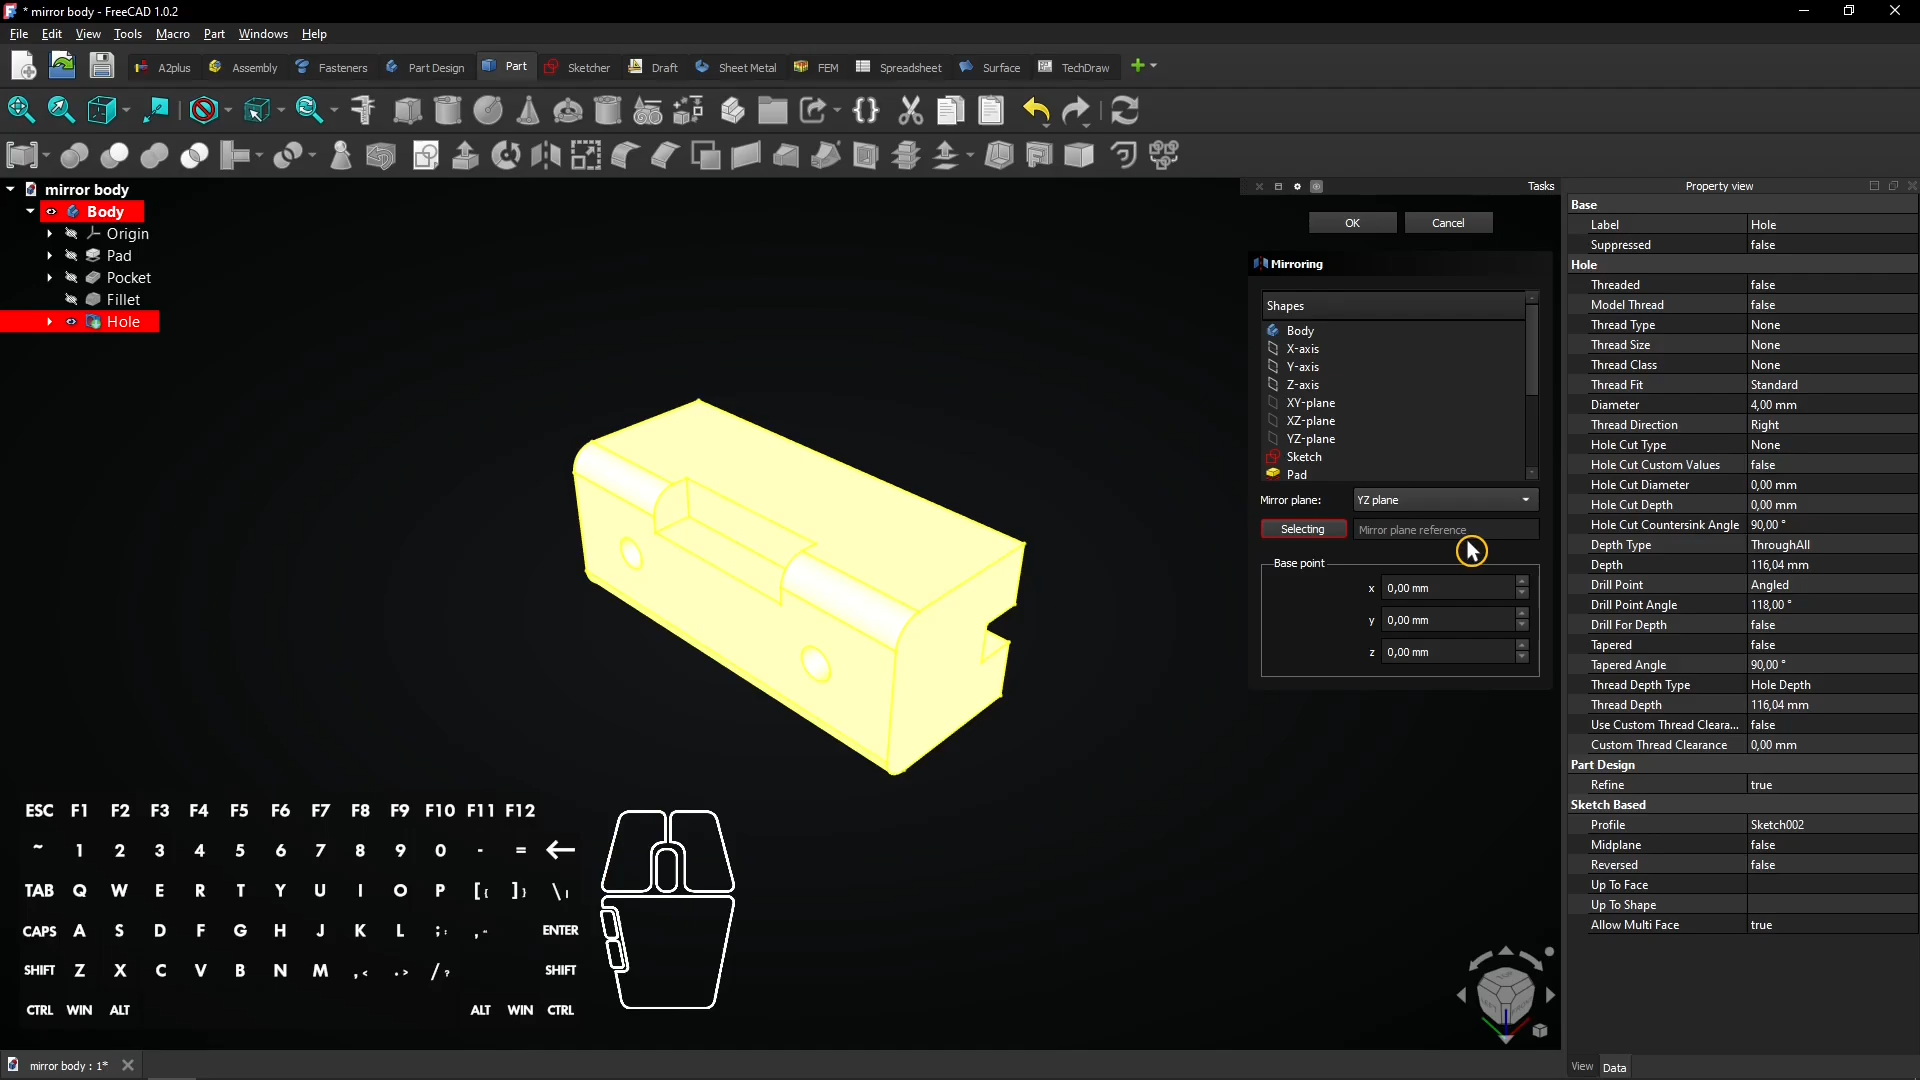 * mirror body - FreeCAD 1.0.2
File Edit View Tools Macro Part Windows Help
A2plus Assembly Fasteners Part Design Part Sketcher Draft Sheet Metal FEM Spreadsheet Surface TechDraw
mirror body
Body
Origin
Pad
Pocket
Fillet
Hole
Tasks
OK Cancel
Mirroring
Shapes
Body
X-axis
Y-axis
Z-axis
XY-plane
XZ-plane
YZ-plane
Sketch
Pad
Mirror plane: YZ plane
Selecting Mirror plane reference
Base point
x 0,00 mm
y 0,00 mm
z 0,00 mm
Property view
Base
Label Hole
Suppressed false
Hole
Threaded false
Model Thread false
Thread Type None
Thread Size None
Thread Class None
Thread Fit Standard
Diameter 4,00 mm
Thread Direction Right
Hole Cut Type None
Hole Cut Custom Values false
Hole Cut Diameter 0,00 mm
Hole Cut Depth 0,00 mm
Hole Cut Countersink Angle 90,00 °
Depth Type ThroughAll
Depth 116,04 mm
Drill Point Angled
Drill Point Angle 118,00 °
Drill For Depth false
Tapered false
Tapered Angle 90,00 °
Thread Depth Type Hole Depth
Thread Depth 116,04 mm
Use Custom Thread Cleara... false
Custom Thread Clearance 0,00 mm
Part Design
Refine true
Sketch Based
Profile Sketch002
Midplane false
Reversed false
Up To Face
Up To Shape
Allow Multi Face true
View Data
ESC F1 F2 F3 F4 F5 F6 F7 F8 F9 F10 F11 F12
~ 1 2 3 4 5 6 7 8 9 0 - = ←
TAB Q W E R T Y U I O P [{ ]} \|
CAPS A S D F G H J K L ;: ," ENTER
SHIFT Z X C V B N M ,< .> /? SHIFT
CTRL WIN ALT ALT WIN CTRL
mirror body : 1*